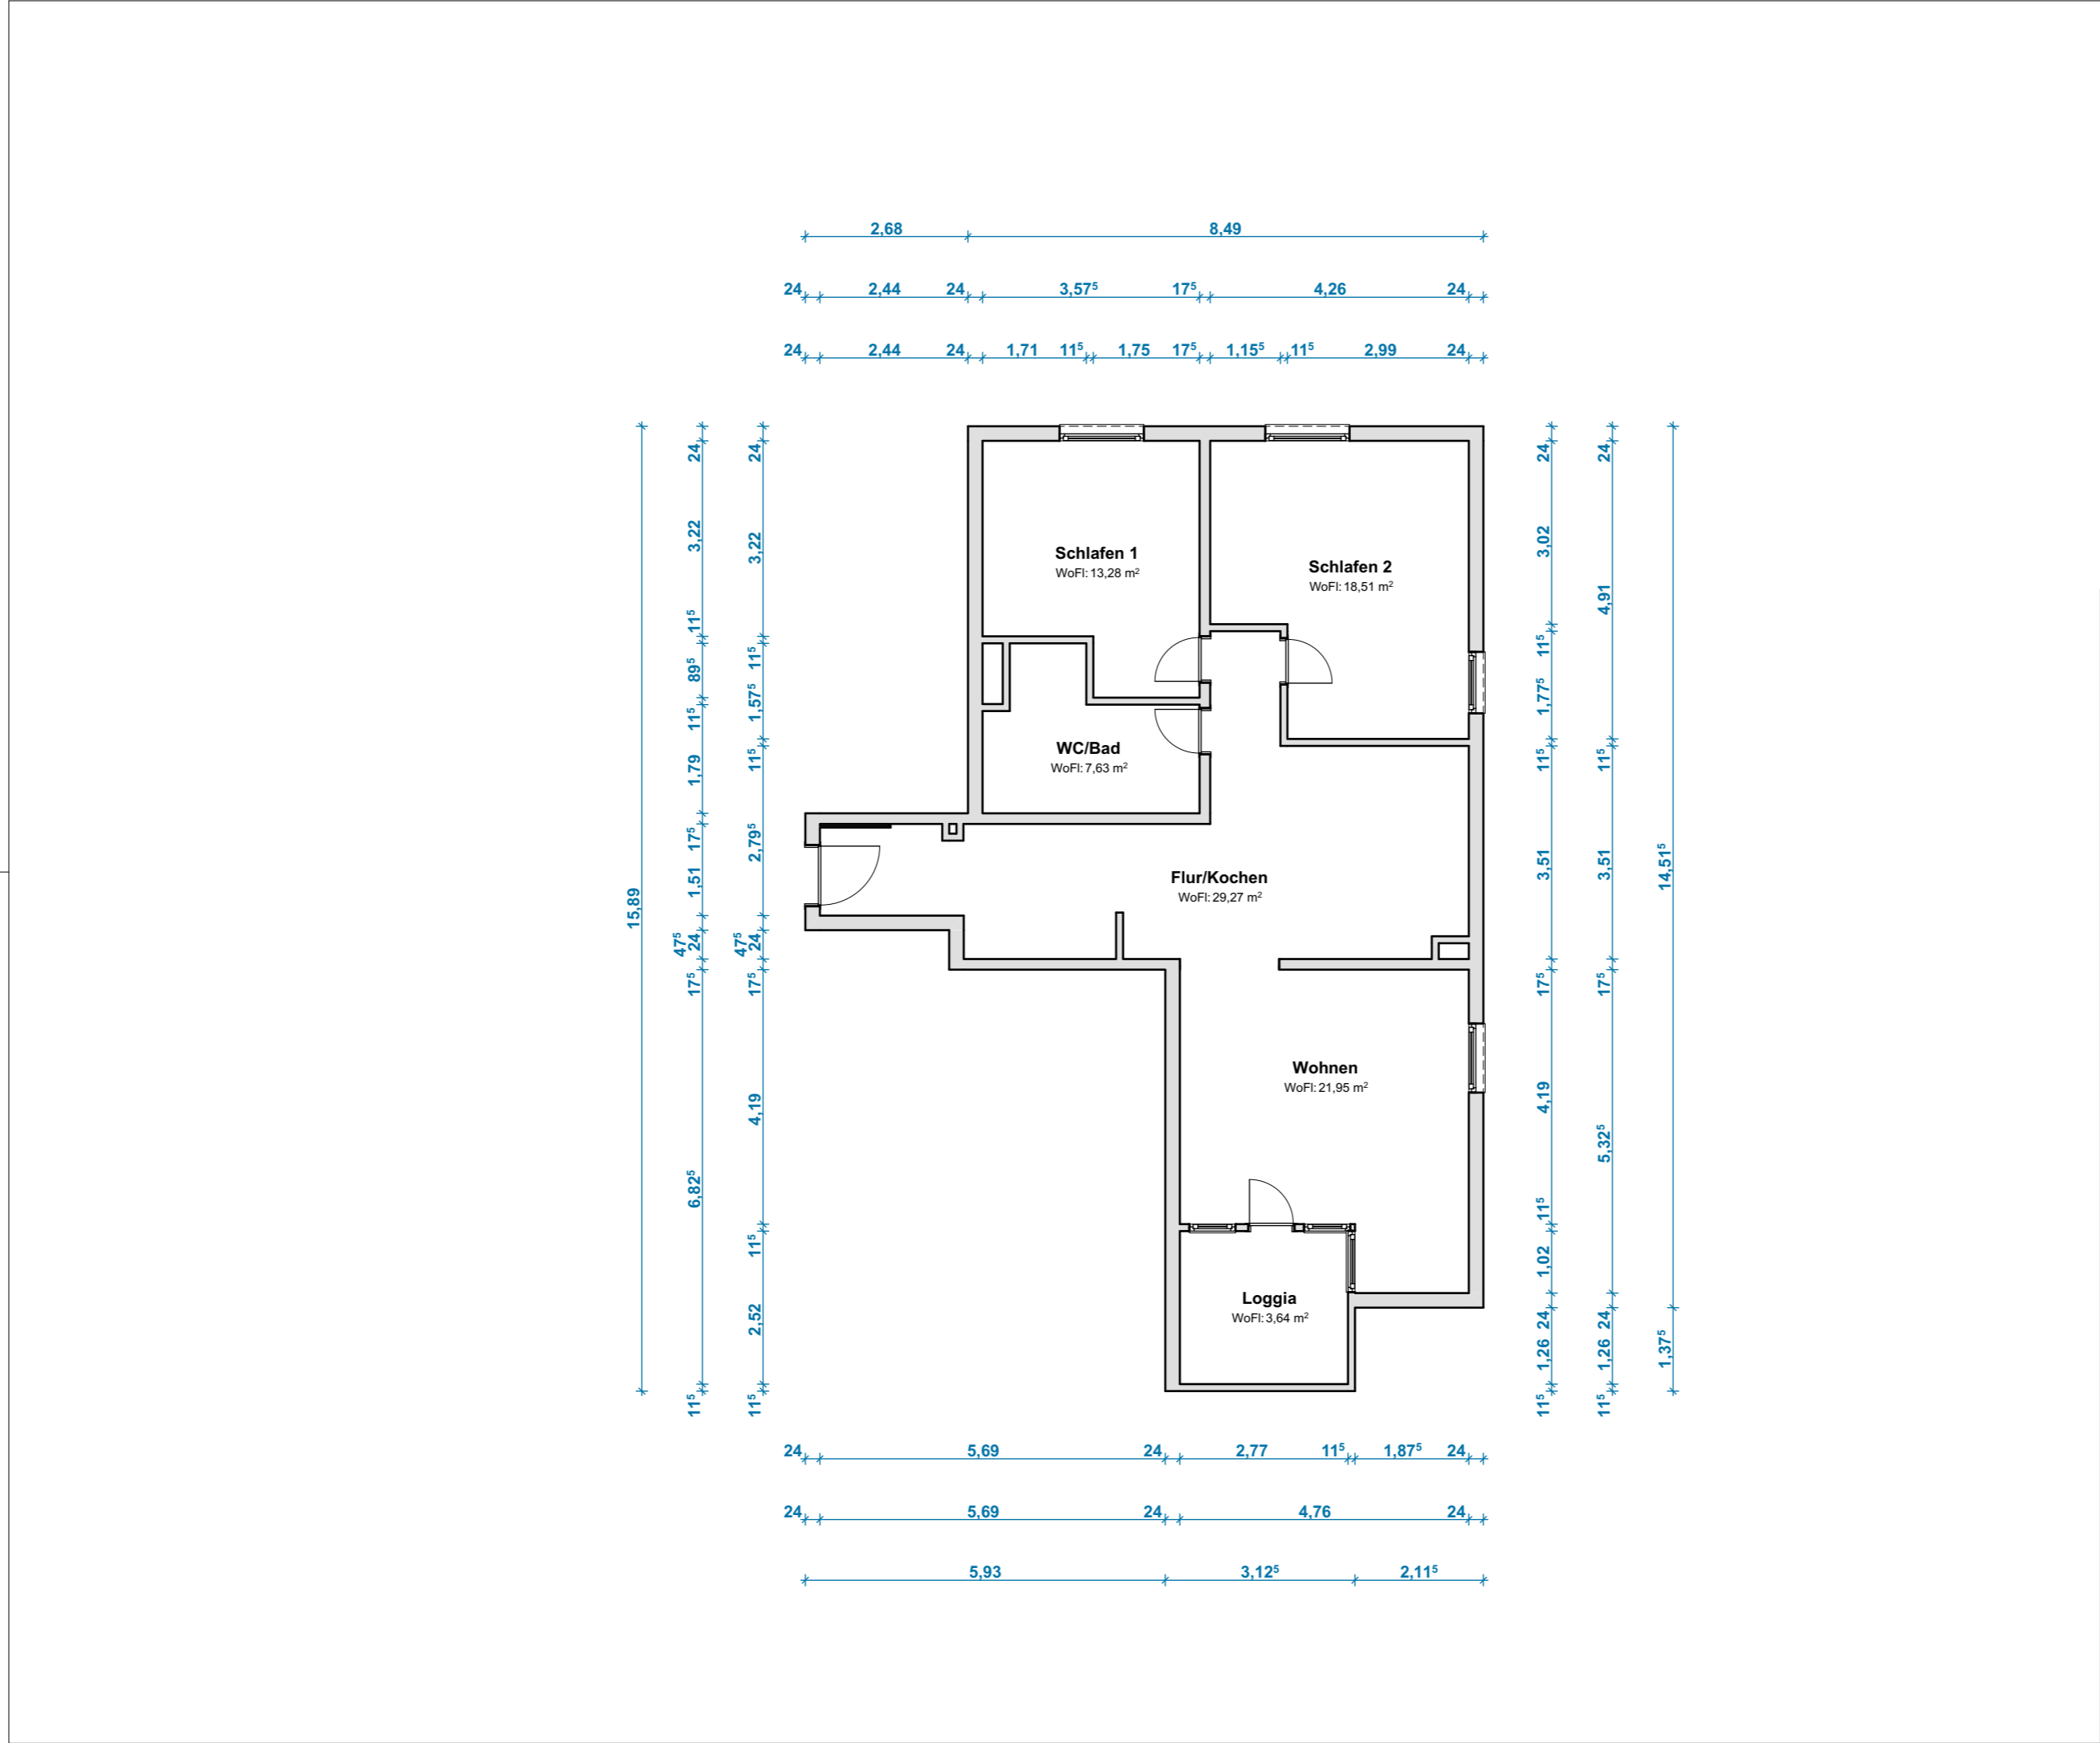 2,68 8,49
24 2,44 24 3,57⁵ 17⁵ 4,26 24
24 2,44 24 1,71 11⁵ 1,75 17⁵ 1,15⁵ 11⁵ 2,99 24
15,89
24 3,22 11⁵ 89⁵ 11⁵ 1,79 17⁵ 1,51 24 47⁵ 17⁵ 6,82⁵ 11⁵
24 3,22 11⁵ 1,57⁵ 11⁵ 2,79⁵ 24 47⁵ 17⁵ 4,19 11⁵ 2,52 11⁵
Schlafen 1
WoFl: 13,28 m²
Schlafen 2
WoFl: 18,51 m²
WC/Bad
WoFl: 7,63 m²
Flur/Kochen
WoFl: 29,27 m²
Wohnen
WoFl: 21,95 m²
Loggia
WoFl: 3,64 m²
24 3,02 11⁵ 1,77⁵ 11⁵ 3,51 17⁵ 4,19 11⁵ 1,02 24 1,26 11⁵
24 4,91 11⁵ 3,51 17⁵ 5,32⁵ 24 1,26 11⁵
14,51⁵ 1,37⁵
24 5,69 24 2,77 11⁵ 1,87⁵ 24
24 5,69 24 4,76 24
5,93 3,12⁵ 2,11⁵